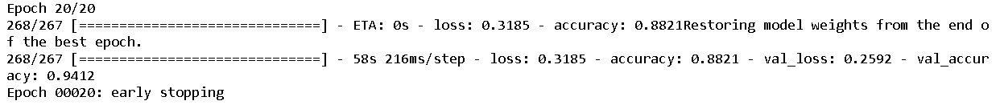 Epoch 20/20
268/267 [==============================] - ETA: 0s - loss: 0.3185 - accuracy: 0.8821Restoring model weights from the end o
f the best epoch.
268/267 [==============================] - 58s 216ms/step - loss: 0.3185 - accuracy: 0.8821 - val_loss: 0.2592 - val_accur
acy: 0.9412
Epoch 00020: early stopping